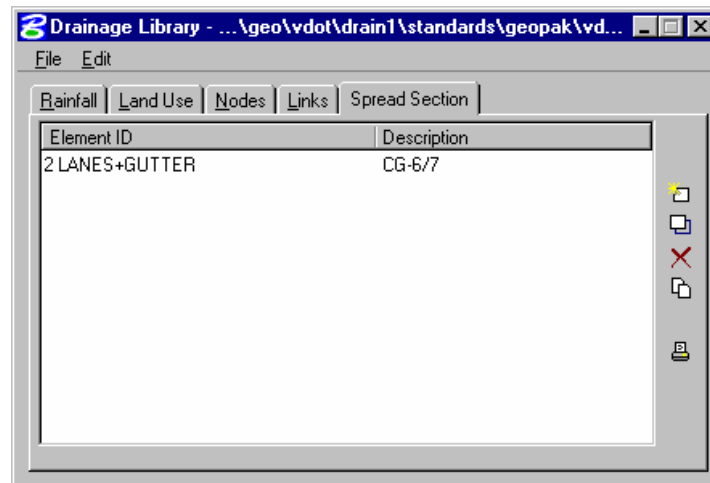 Drainage Library - ...\geo\vdot\drain1\standards\geopak\vd...
File Edit
Rainfall Land Use Nodes Links Spread Section
Element ID Description
2 LANES+GUTTER CG-6/7